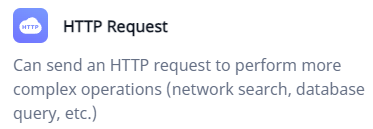 HTTP
HTTP Request
Can send an HTTP request to perform more
complex operations (network search, database
query, etc.)